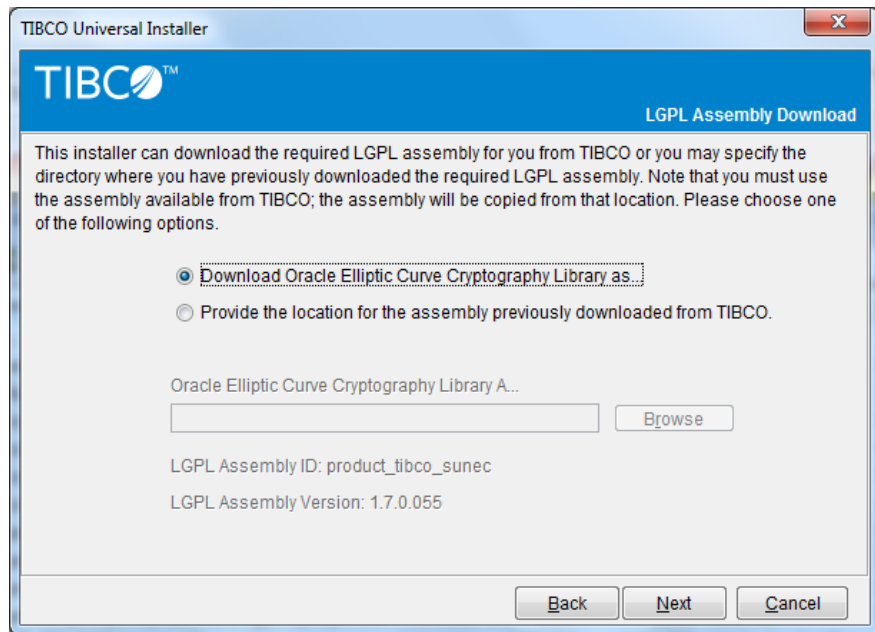 TIBCO Universal Installer
TIBCO™
LGPL Assembly Download
This installer can download the required LGPL assembly for you from TIBCO or you may specify the
directory where you have previously downloaded the required LGPL assembly. Note that you must use
the assembly available from TIBCO; the assembly will be copied from that location. Please choose one
of the following options.
Download Oracle Elliptic Curve Cryptography Library as...
Provide the location for the assembly previously downloaded from TIBCO.
Oracle Elliptic Curve Cryptography Library A...
Browse
LGPL Assembly ID: product_tibco_sunec
LGPL Assembly Version: 1.7.0.055
Back Next Cancel